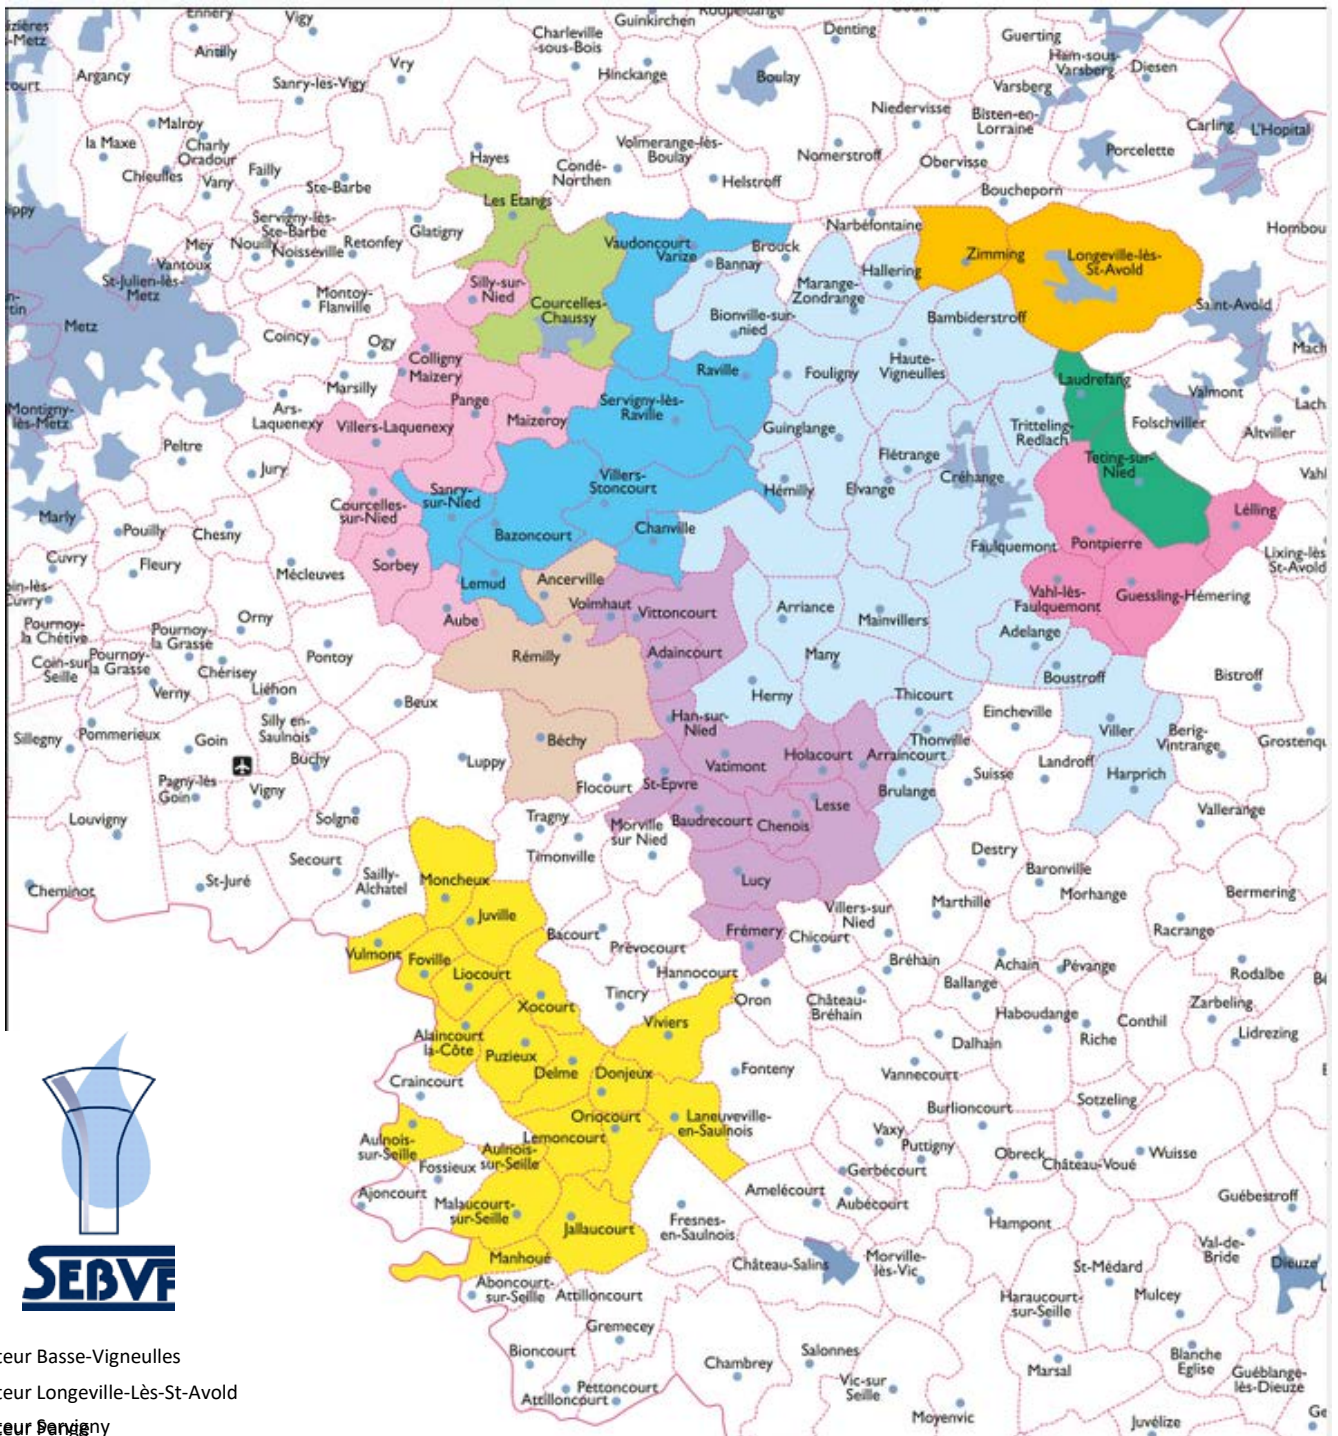 Ennery
Vigy
Guinkirchen
Charleville
-sous-Bois
Denting
Guerting
Ham-sous-
Varsberg
Diesen
-Metz
Antilly
Argancy
Vry
Sanry-les-Vigy
Hinckange
Boulay
Varsberg
Niedervisse
Bisten-en-
Lorraine
Carling
L'Hopital
Malroy
la Maxe
Charly
Oradour
Chieulles
Vany
Failly
Ste-Barbe
Hayes
Condé-
Northen
Volmerange-lès-
Boulay
Helstroff
Nomerstroff
Obervisse
Porcelette
Boucheporn
Les Etangs
Servigny-lès-
Ste-Barbe
Mey
Nouilly
Noisseville
Retonfey
Glatigny
Vantoux
St-Julien-lès-
Metz
Vaudoncourt
Varize
Brouck
Bannay
Narbéfontaine
Hallering
Marange-
Zondrange
Zimming
Longeville-lès-
St-Avold
Hombou
Saint-Avold
Metz
Montoy-
Flanville
Silly-sur-
Nied
Courcelles-
Chaussy
Bionville-sur-
nied
Bambiderstroff
Coincy
Ogy
Colligny
Maizery
Marsilly
Pange
Raville
Fouligny
Haute-
Vigneulles
Laudrefang
Valmont
Mach
Montigny-
lès-Metz
Ars-
Laquenexy
Villers-Laquenexy
Maizeroy
Servigny-lès-
Raville
Guinglange
Tritteling-
Redlach
Folschviller
Altviller
Lach
Peltre
Jury
Flétrange
Créhange
Teting-sur-
Nied
Vahl
Courcelles-
sur-Nied
Sanry-
sur-Nied
Villers-
Stoncourt
Hémilly
Elvange
Lélling
Marly
Pouilly
Chesny
Bazoncourt
Chanville
Faulquemont
Pontpierre
Lixing-lès
St-Avold
Cuvry
Fleury
Mécleuves
Sorbey
Lemud
Ancerville
Voimhaut
Vittoncourt
Arriance
Mainvillers
Vahl-lès-
Faulquemont
Guessling-Hémering
Cuvry
Pournoy-
la Chétive
Pournoy-
la Grasse
Orny
Aube
Adelange
Coin-sur
Seille
Pournoy-
la Grasse
Chérisey
Pontoy
Rémilly
Adaincourt
Many
Boustroff
Bistroff
Verny
Liéhon
Beux
Herny
Thicourt
Sillegny
Pommerieux
Goin
Silly en-
Saulnois
Buchy
Han-sur-
Nied
Eincheville
Viller
Berig-
Vintrange
Grostenqu
Luppy
Béchy
Vatimont
Holacourt
Arraincourt
Thonville
Landroff
Harprich
Pagny-lès
Goin
Vigny
Flocourt
St-Epvre
Suisse
Brulange
Vallerange
Louvigny
Solgne
Tragny
Morville
sur Nied
Baudrecourt
Chenois
Lesse
Secourt
Timonville
Destry
Baronville
Cheminot
St-Juré
Sailly-
Alchatel
Moncheux
Lucy
Marthille
Morhange
Bermering
Juville
Villers-sur
Nied
Vulmont
Foville
Bacourt
Prévocourt
Frémery
Chicourt
Racrange
Liocourt
Hannocourt
Bréhain
Achain
Pévange
Rodalbe
Xocourt
Tincry
Oron
Château-
Bréhain
Ballange
Haboudange
Zarbeling
Conthil
Riche
Lidrezing
Alaincourt
la-Côte
Puzieux
Viviers
Dalhain
Craincourt
Delme
Donjeux
Fonteny
Vannecourt
Sotzeling
Oriocourt
Laneuveville-
en-Saulnois
Burlioncourt
Aulnois-
sur-Seille
Lemoncourt
Aulnois-
sur-Seille
Vaxy
Puttigny
Obreck
Château-Voué
Wuisse
Fossieux
Gerbécourt
Ajoncourt
Malaucourt-
sur-Seille
Jallaucourt
Fresnes-
en-Saulnois
Amelécourt
Aubécourt
Hampont
Guébestroff
Manhoué
Château-Salins
Morville-
lès-Vic
St-Médard
Val-de-
Bride
Dieuze
Aboncourt-
sur-Seille
Attilloncourt
Haraucourt-
sur-Seille
Mulcey
Gremecey
Bioncourt
Chambrey
Salonnes
Marsal
Blanche
Eglise
Guéblange-
lès-Dieuze
Pettoncourt
Attilloncourt
Vic-sur
Seille
Moyenvic
Juvélize
SEBVF
teur Basse-Vigneulles
teur Longeville-Lès-St-Avold